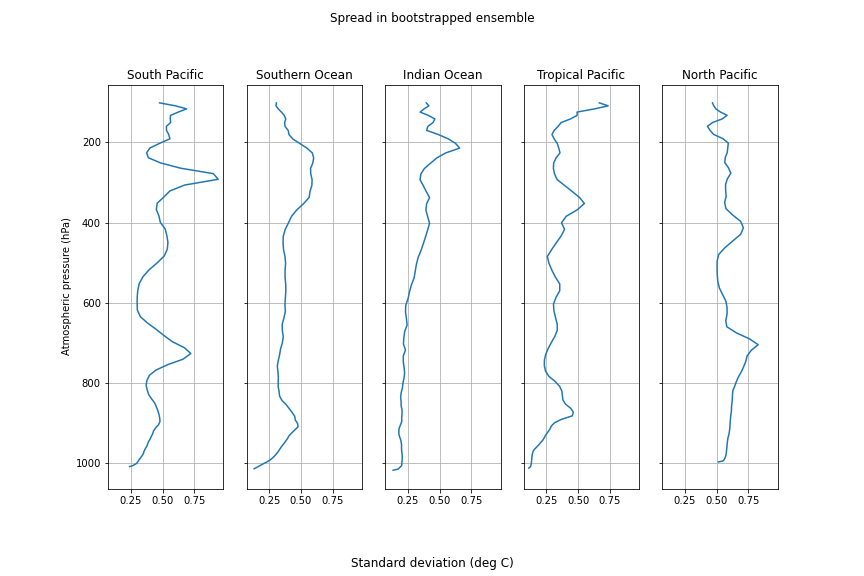 Spread in bootstrapped ensemble
South Pacific Southern Ocean Indian Ocean Tropical Pacific North Pacific
200
400
600
800
1000
Atmospheric pressure (hPa)
0.25 0.50 0.75 0.25 0.50 0.75 0.25 0.50 0.75 0.25 0.50 0.75 0.25 0.50 0.75
Standard deviation (deg C)